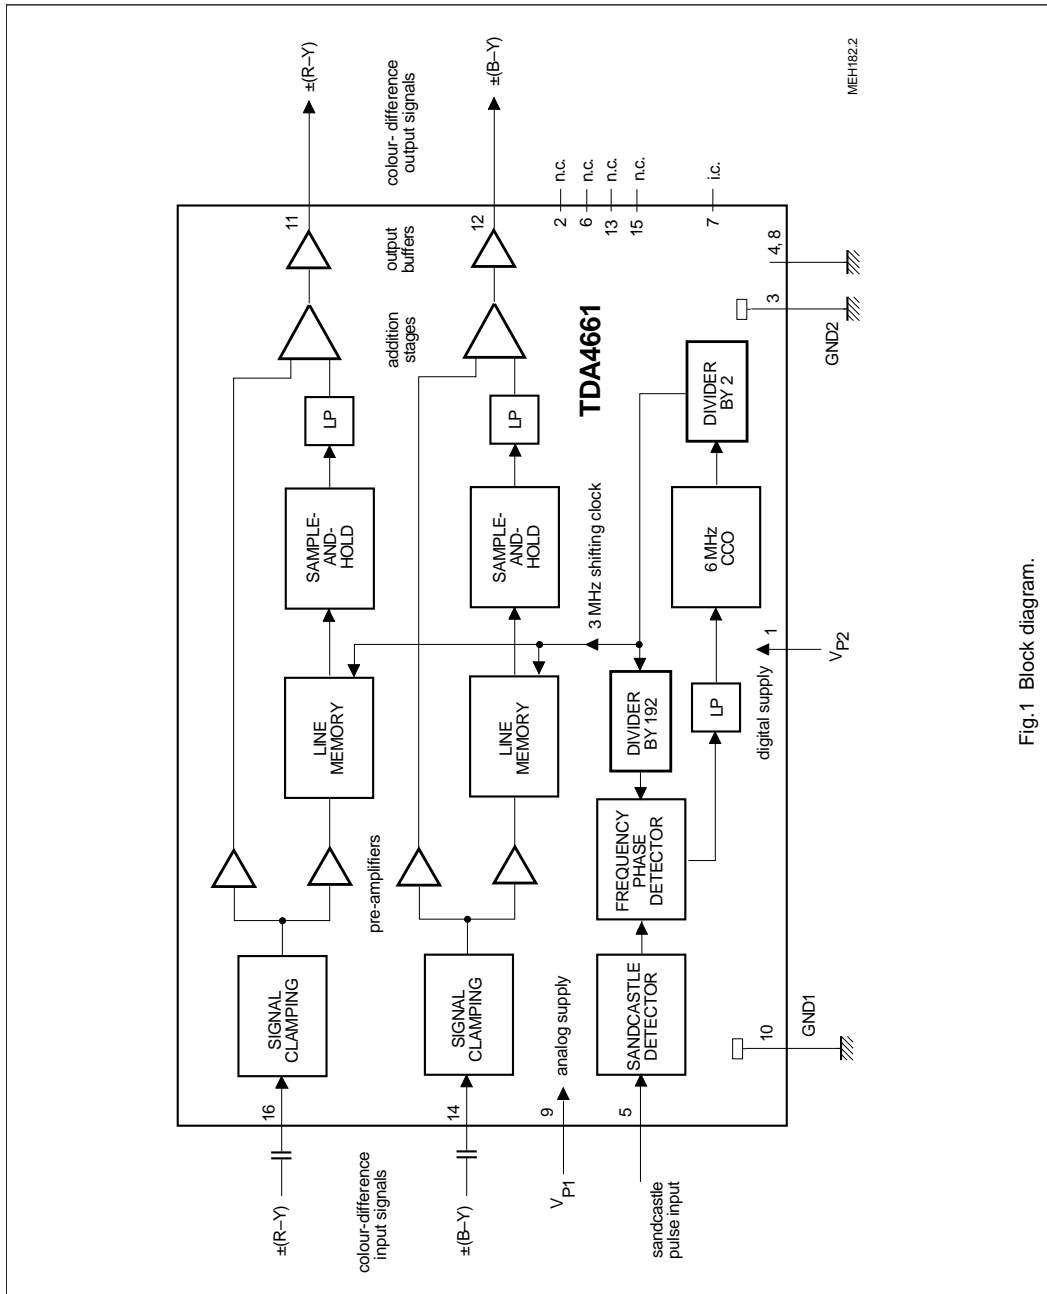 ±(R–Y)
colour-difference
input signals
±(B–Y)
VP1
sandcastle
pulse input
16
14
9
5
SIGNAL
CLAMPING
SIGNAL
CLAMPING
analog supply
SANDCASTLE
DETECTOR
10
GND1
pre-amplifiers
FREQUENCY
PHASE
DETECTOR
LINE
MEMORY
LINE
MEMORY
DIVIDER
BY 192
LP
digital supply
1
VP2
3 MHz shifting clock
SAMPLE-
AND-
HOLD
SAMPLE-
AND-
HOLD
6 MHz
CCO
LP
LP
DIVIDER
BY 2
TDA4661
addition
stages
output
buffers
3
GND2
4, 8
11
12
2
n.c.
6
n.c.
13
n.c.
15
n.c.
7
i.c.
±(R–Y)
colour- difference
output signals
±(B–Y)
MEH182.2
Fig.1 Block diagram.